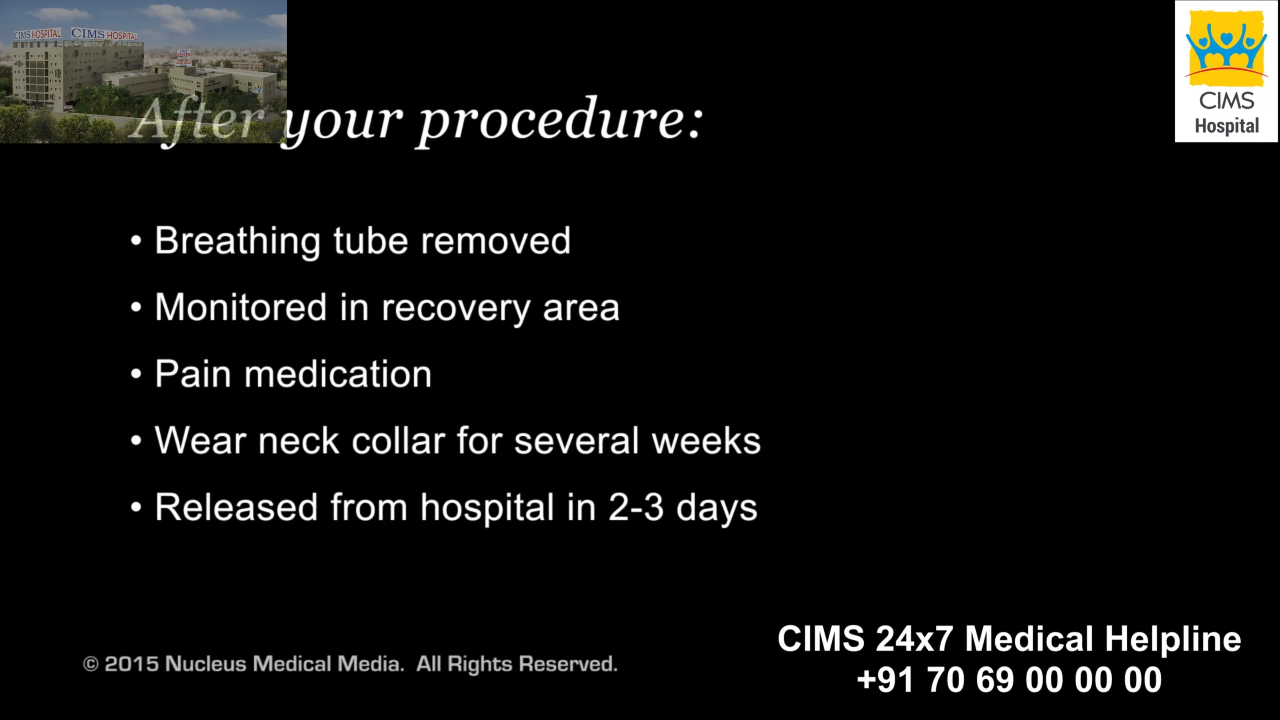 CIMS HOSPITAL CIMS HOSPITAL
CIMS
Hospital
After your procedure:
• Breathing tube removed
• Monitored in recovery area
• Pain medication
• Wear neck collar for several weeks
• Released from hospital in 2-3 days
© 2015 Nucleus Medical Media. All Rights Reserved.
CIMS 24x7 Medical Helpline
+91 70 69 00 00 00